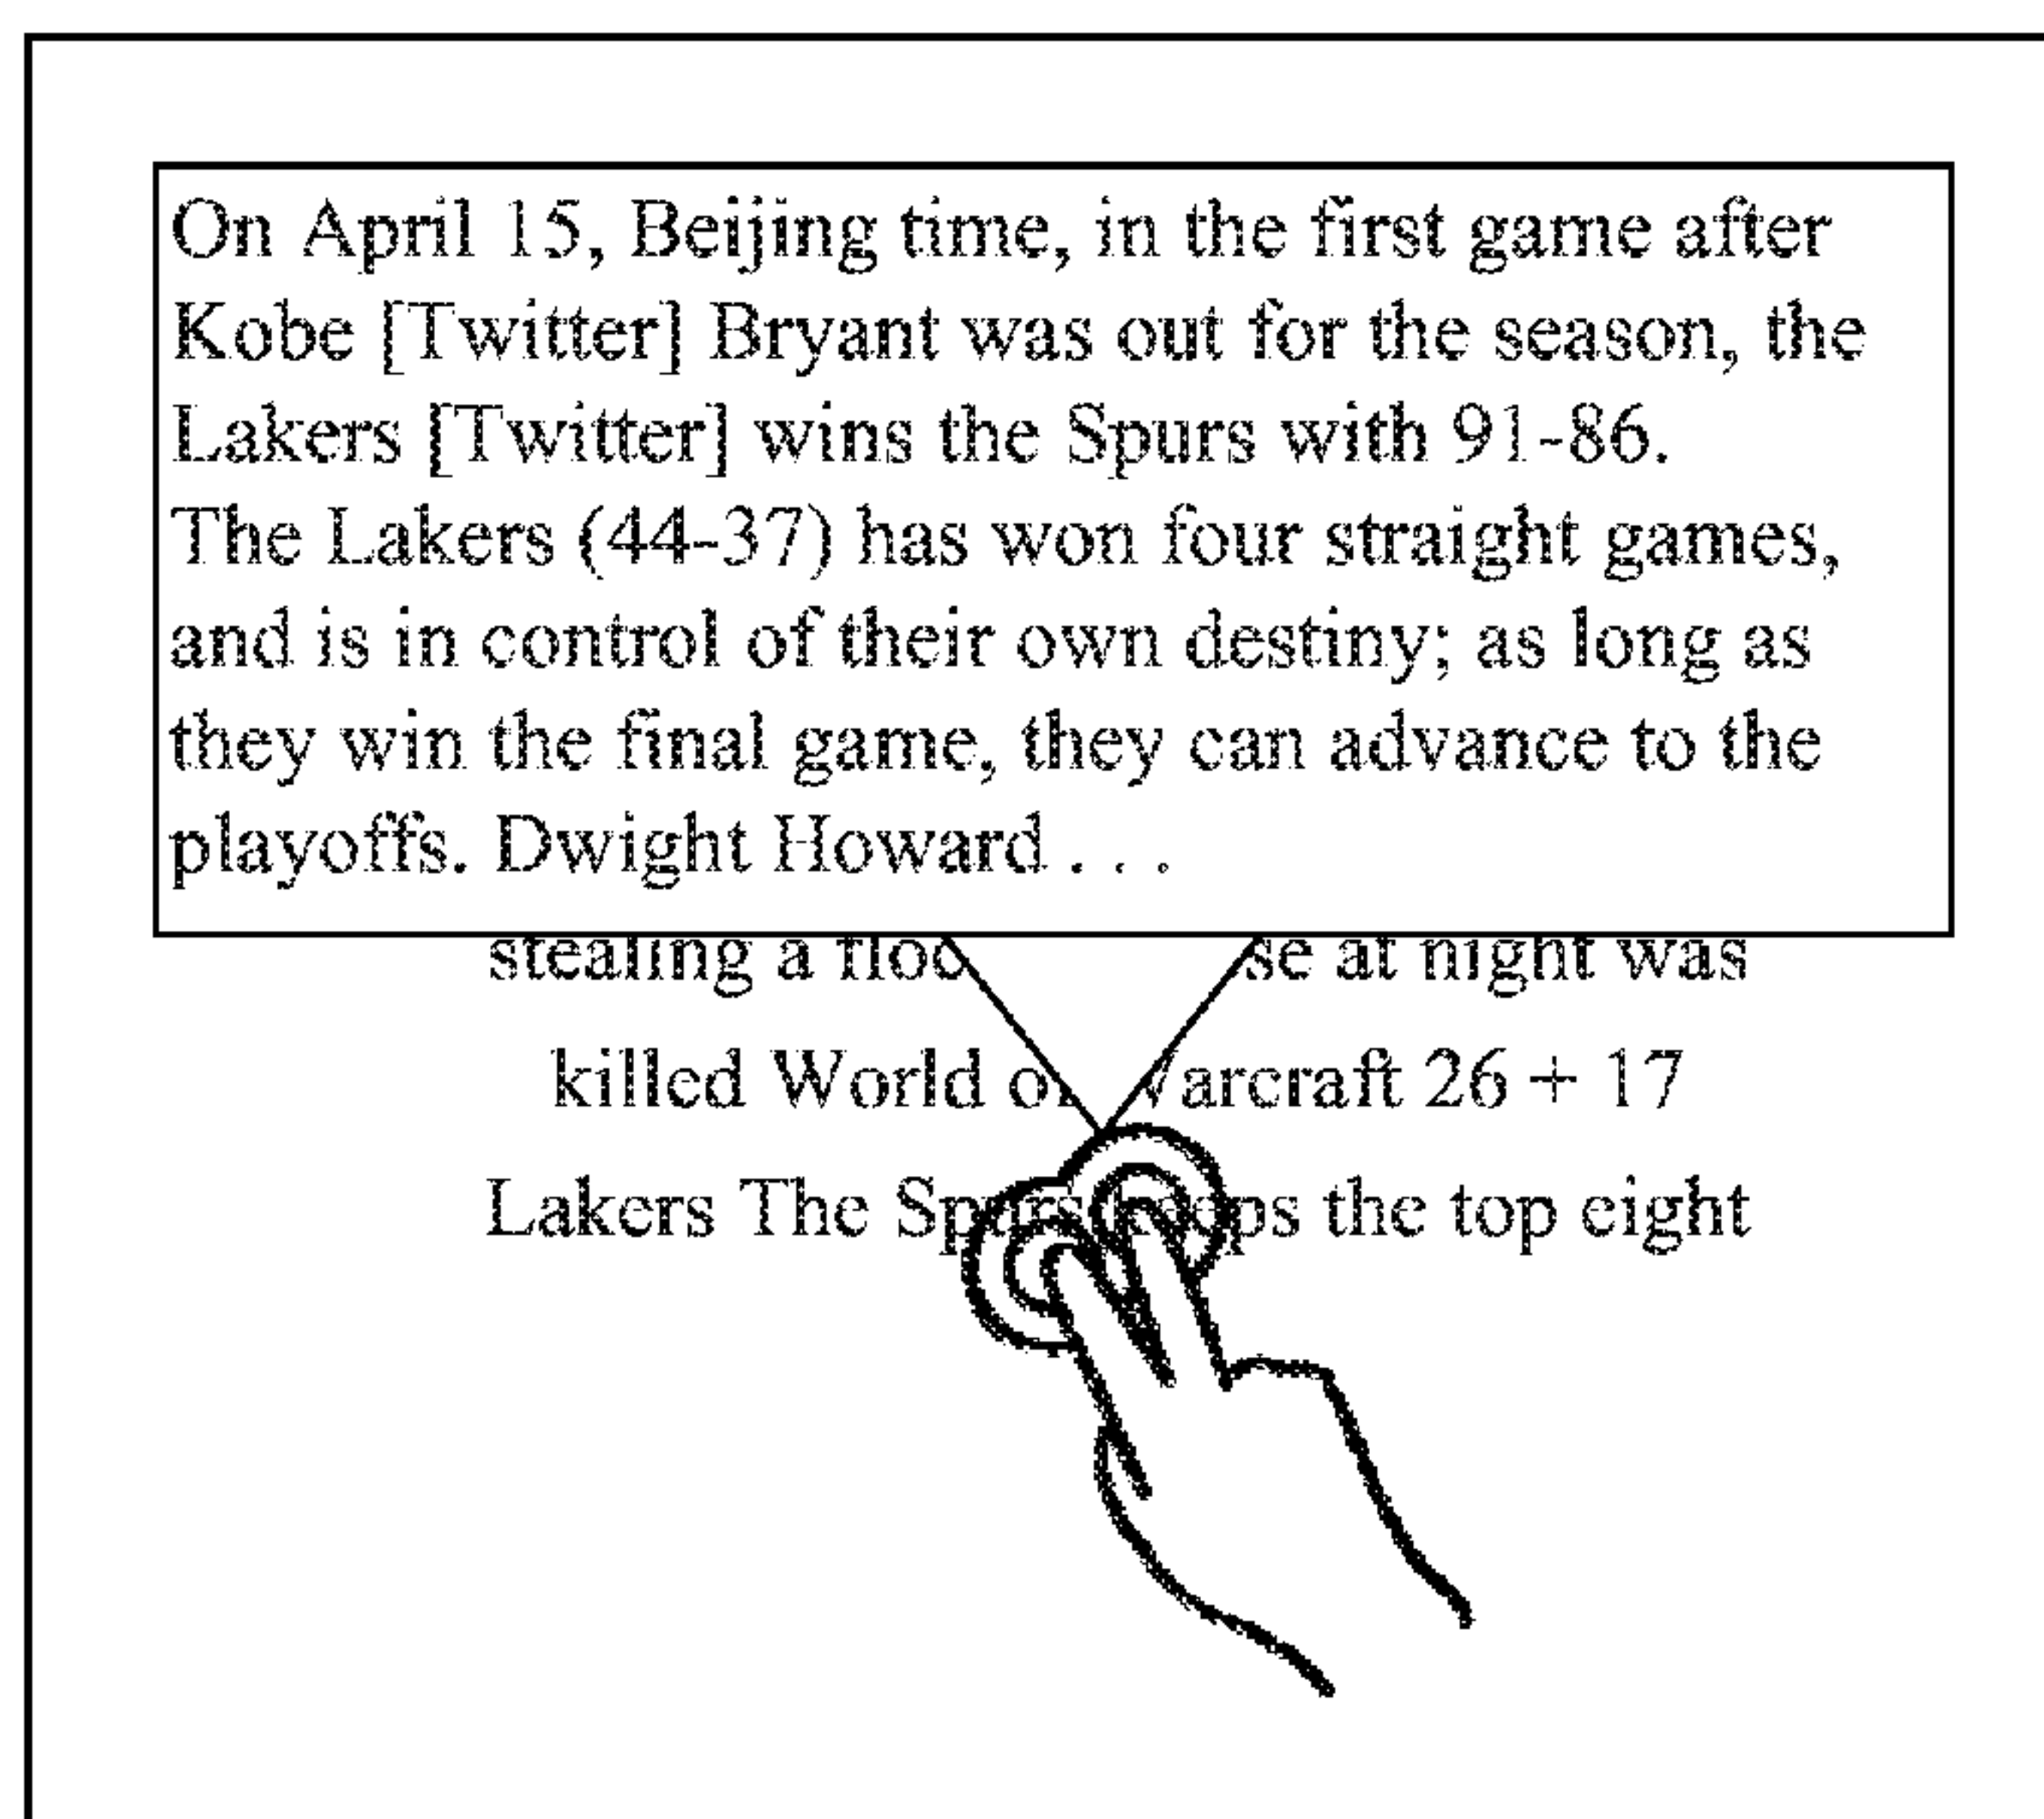 On April 15, Beijing time, in the first game after
Kobe [Twitter] Bryant was out for the season, the
Lakers [Twitter] wins the Spurs with 91-86.
The Lakers (44-37) has won four straight games,
and is in control of their own destiny; as long as
they win the final game, they can advance to the
playoffs. Dwight Howard . . .
stealing a at night was
killed World Warcraft 26 + 17
Lakers The Spurs keeps the top eight